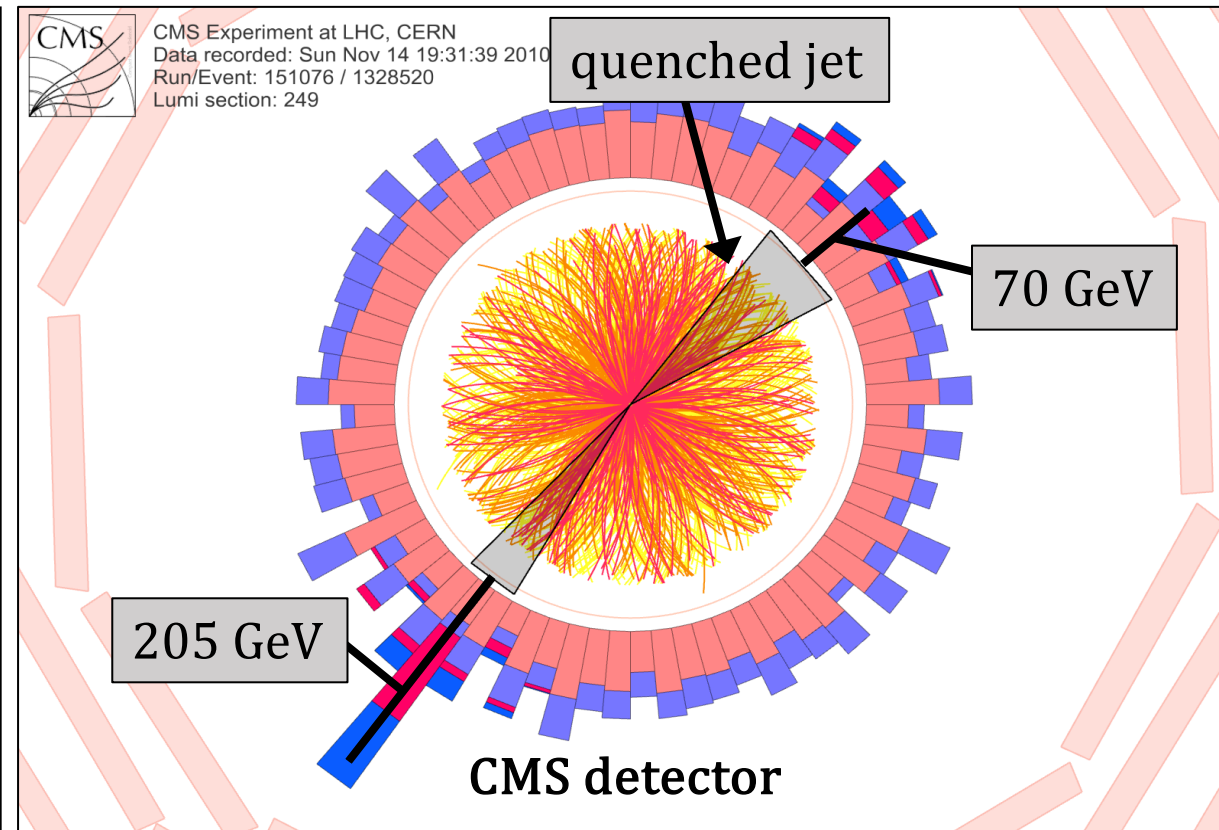 CMS
CMS Experiment at LHC, CERN
Data recorded: Sun Nov 14 19:31:39 2010
Run/Event: 151076 / 1328520
Lumi section: 249
quenched jet
70 GeV
205 GeV
CMS detector